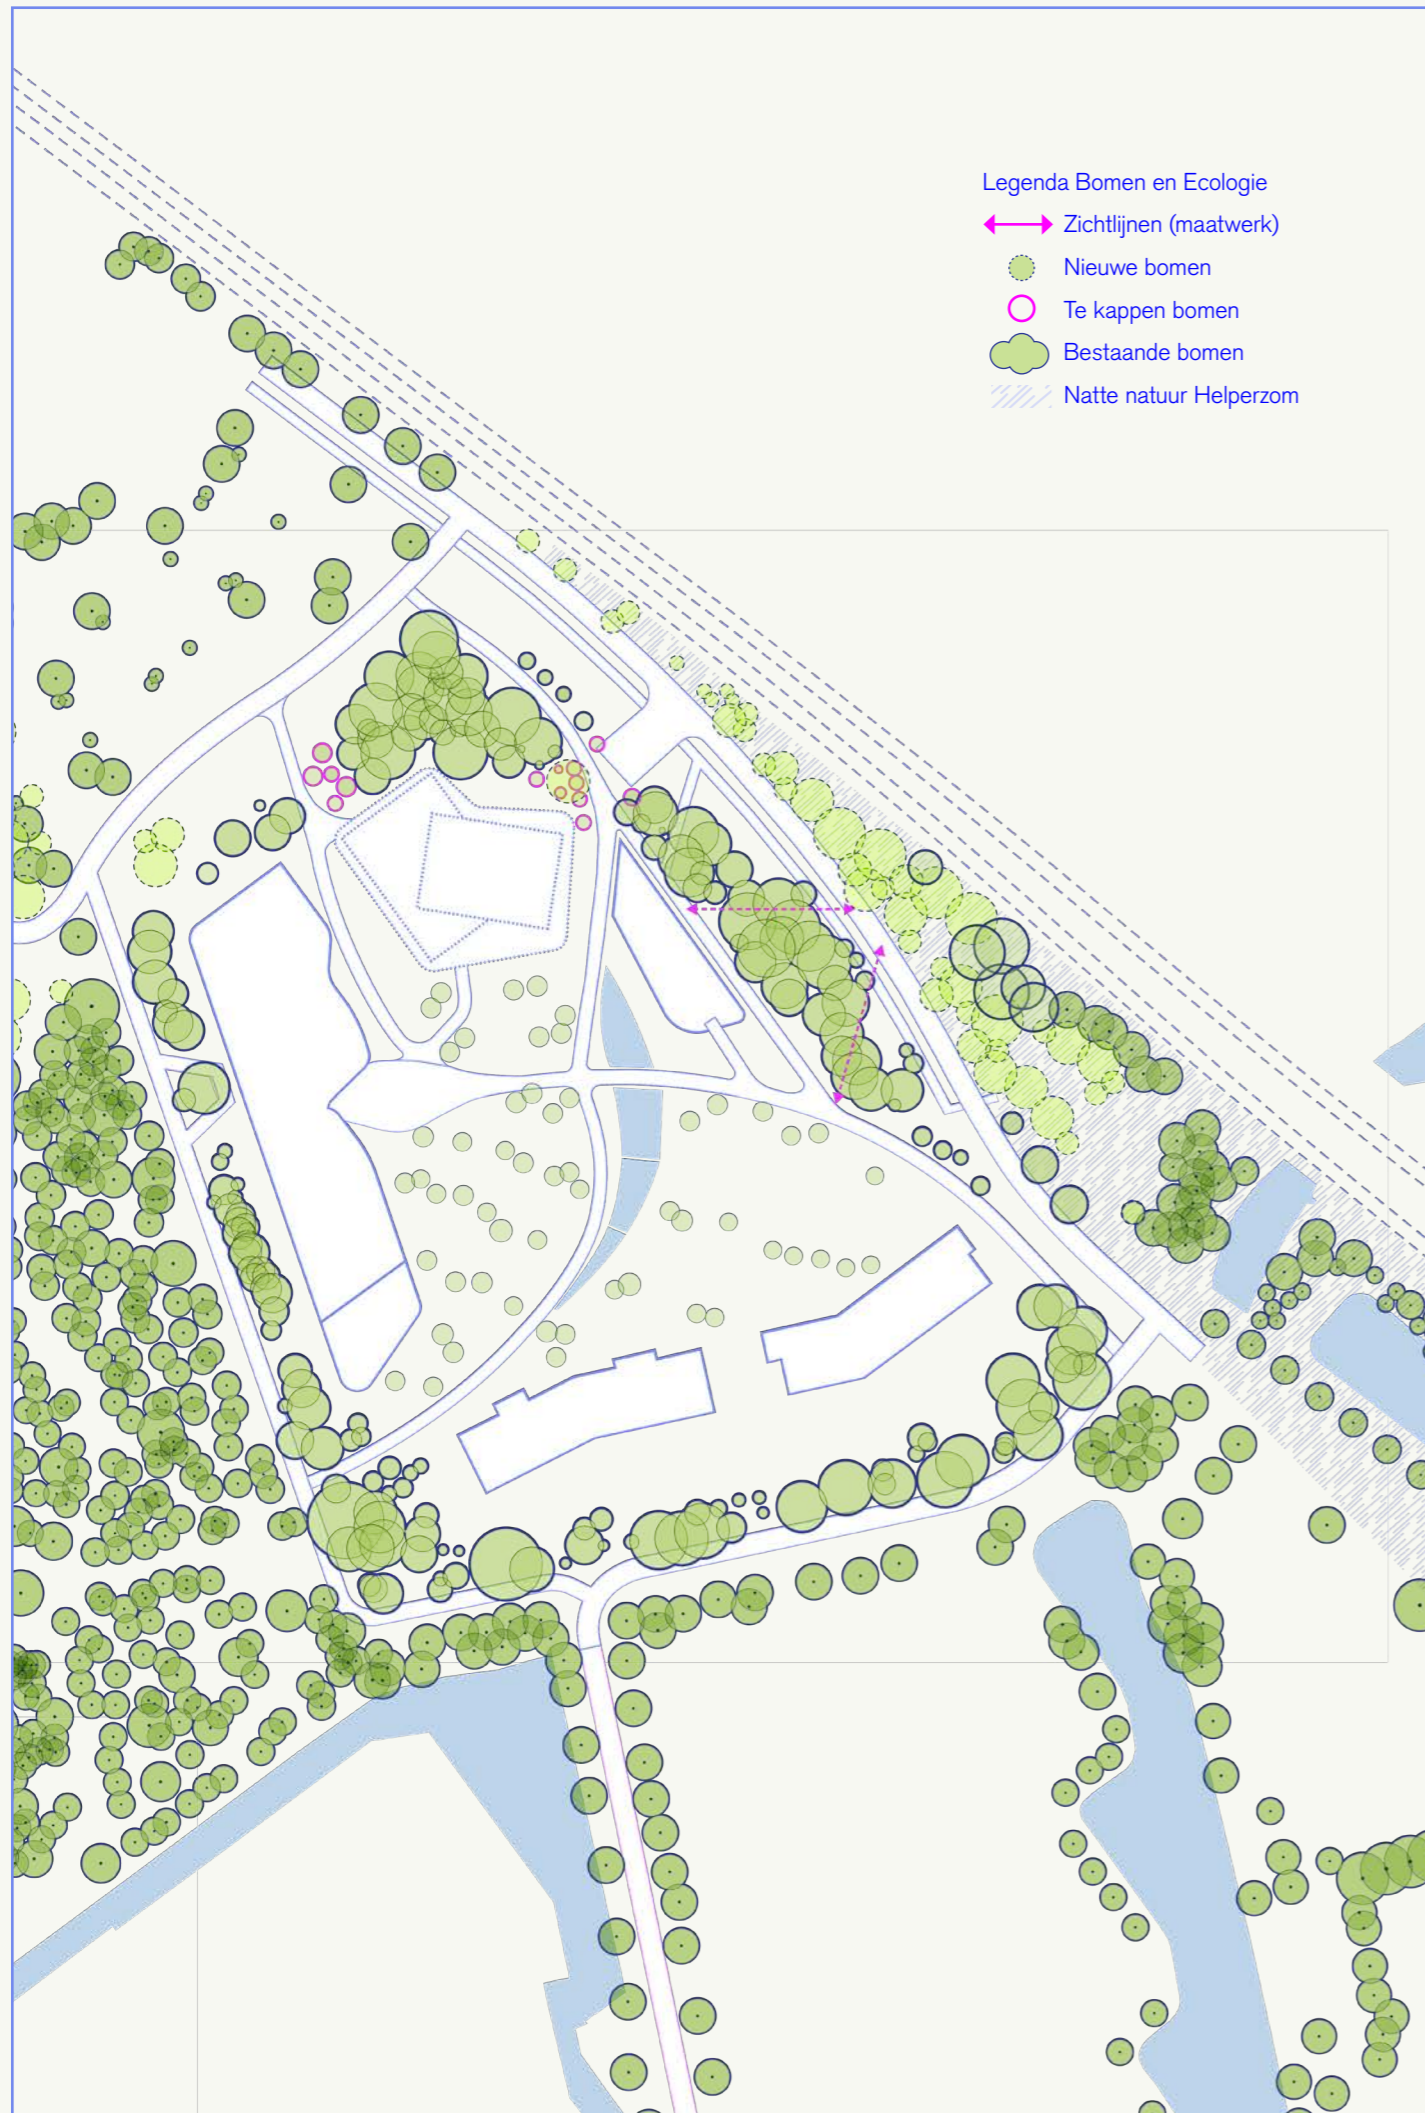 Legenda Bomen en Ecologie
Zichtlijnen (maatwerk)
Nieuwe bomen
Te kappen bomen
Bestaande bomen
Natte natuur Helperzom